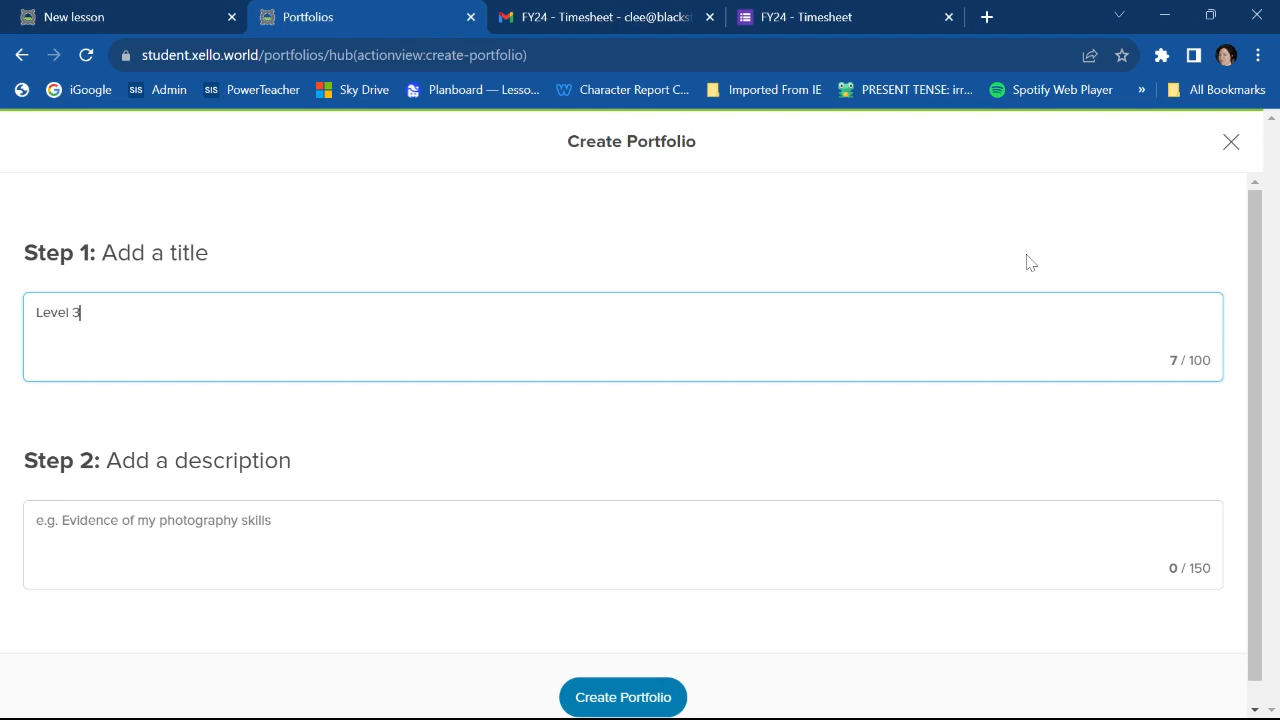 New lesson
Portfolios
FY24 - Timesheet - clee@blackst
FY24 - Timesheet
student.xello.world/portfolios/hub(actionview:create-portfolio)
iGoogle
SIS Admin
SIS PowerTeacher
Sky Drive
Planboard — Lesso...
Character Report C...
Imported From IE
PRESENT TENSE: irr...
Spotify Web Player
»
All Bookmarks
Create Portfolio
Step 1: Add a title
Level 3
7 / 100
Step 2: Add a description
e.g. Evidence of my photography skills
0 / 150
Create Portfolio